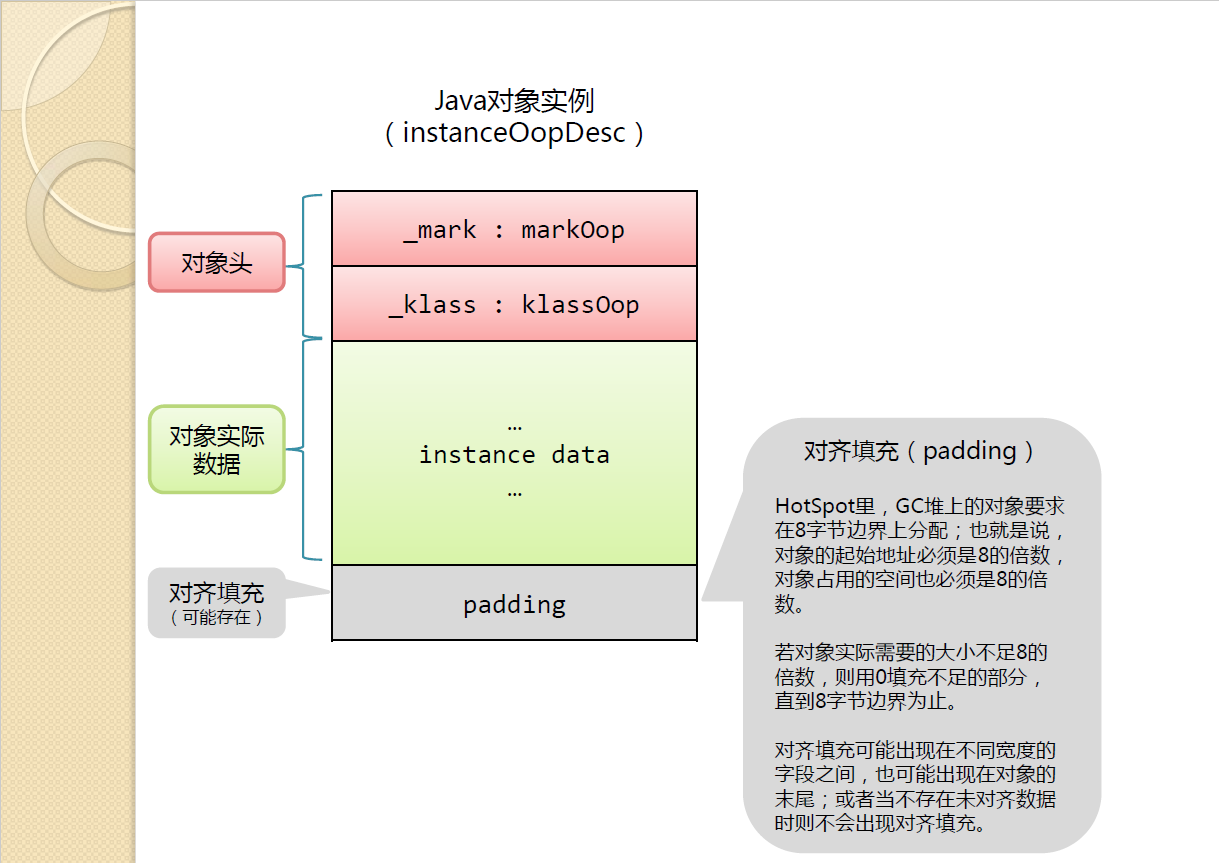 Java对象实例
（instanceOopDesc）
对象头
_mark : markOop
_klass : klassOop
对象实际
数据
…
instance data
…
对齐填充
（可能存在）
padding
对齐填充（padding）
HotSpot里，GC堆上的对象要求
在8字节边界上分配；也就是说，
对象的起始地址必须是8的倍数，
对象占用的空间也必须是8的倍
数。
若对象实际需要的大小不足8的
倍数，则用0填充不足的部分，
直到8字节边界为止。
对齐填充可能出现在不同宽度的
字段之间，也可能出现在对象的
末尾；或者当不存在未对齐数据
时则不会出现对齐填充。